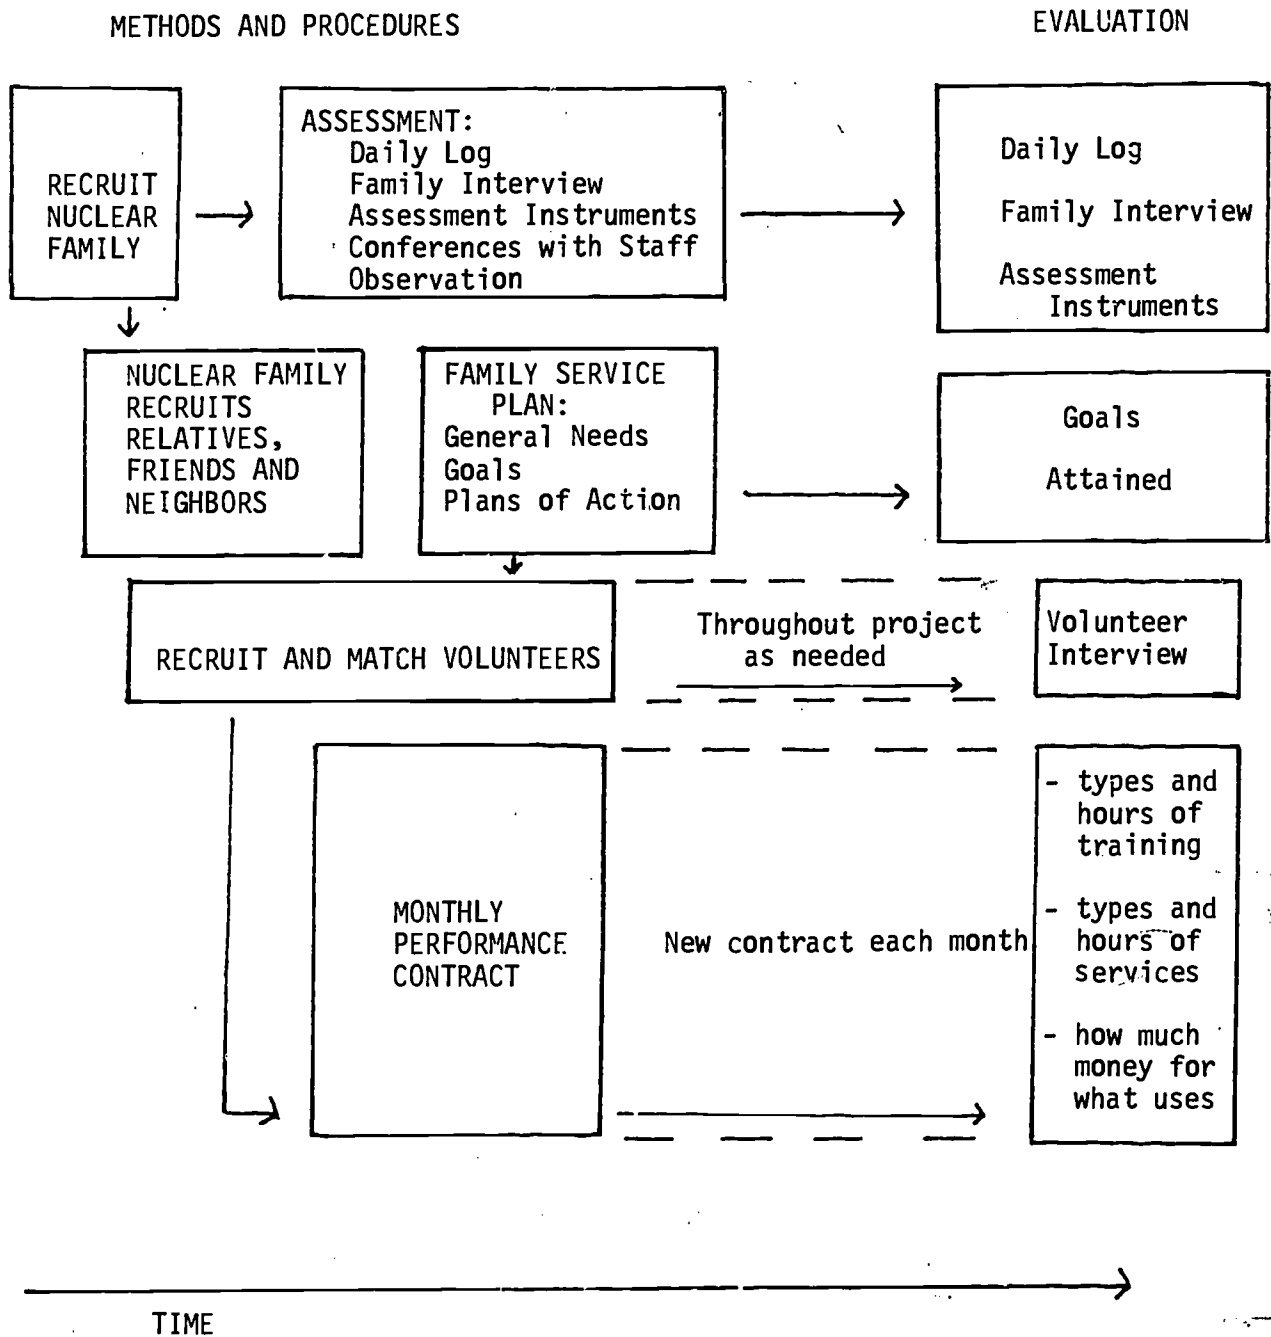 METHODS AND PROCEDURES
EVALUATION
RECRUIT
NUCLEAR
FAMILY
ASSESSMENT:
Daily Log
Family Interview
Assessment Instruments
Conferences with Staff
Observation
Daily Log
Family Interview
Assessment
Instruments
NUCLEAR FAMILY
RECRUITS
RELATIVES,
FRIENDS AND
NEIGHBORS
FAMILY SERVICE
PLAN:
General Needs
Goals
Plans of Action
Goals
Attained
RECRUIT AND MATCH VOLUNTEERS
Throughout project
as needed
Volunteer
Interview
MONTHLY
PERFORMANCE
CONTRACT
New contract each month
- types and
hours of
training
- types and
hours of
services
- how much
money for
what uses
TIME